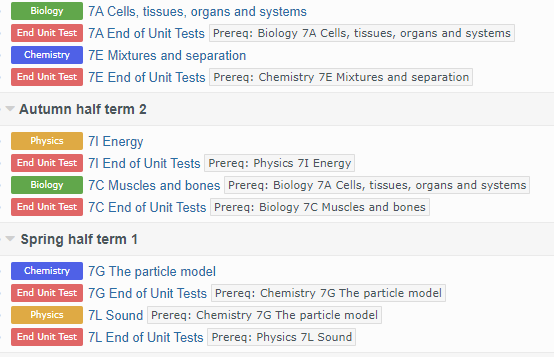 Biology 7A Cells, tissues, organs and systems
End Unit Test 7A End of Unit Tests Prereq: Biology 7A Cells, tissues, organs and systems
Chemistry 7E Mixtures and separation
End Unit Test 7E End of Unit Tests Prereq: Chemistry 7E Mixtures and separation
Autumn half term 2
Physics 7I Energy
End Unit Test 7I End of Unit Tests Prereq: Physics 7I Energy
Biology 7C Muscles and bones Prereq: Biology 7A Cells, tissues, organs and systems
End Unit Test 7C End of Unit Tests Prereq: Biology 7C Muscles and bones
Spring half term 1
Chemistry 7G The particle model
End Unit Test 7G End of Unit Tests Prereq: Chemistry 7G The particle model
Physics 7L Sound Prereq: Chemistry 7G The particle model
End Unit Test 7L End of Unit Tests Prereq: Physics 7L Sound